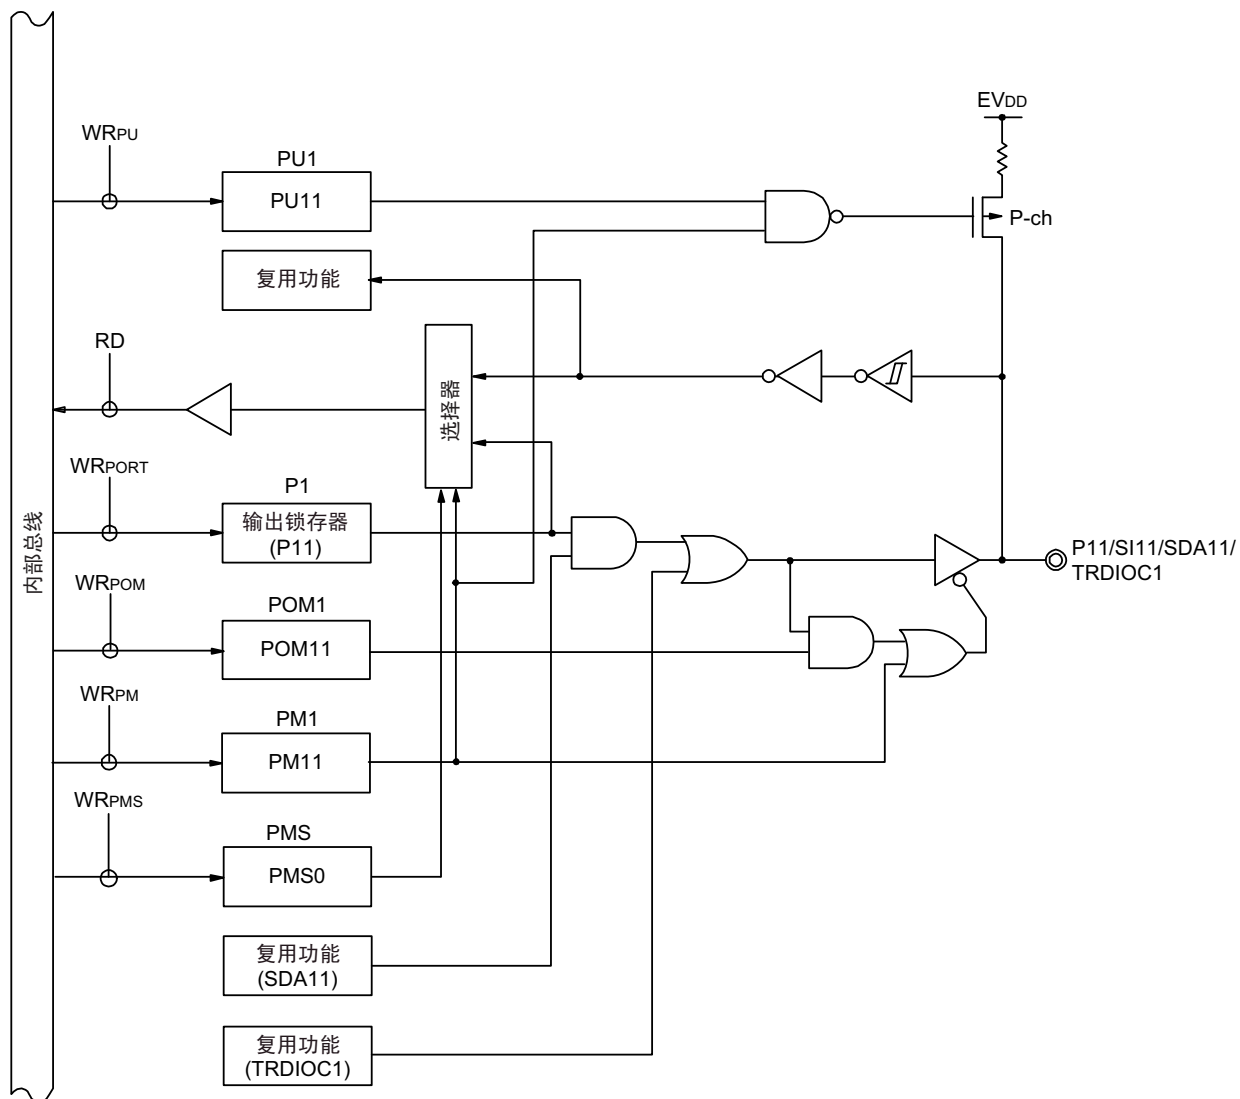 EVDD
WRPU
PU1
PU11
P-ch
复用功能
RD
选择器
WRPORT
P1
输出锁存器
(P11)
内部总线
P11/SI11/SDA11/
TRDIOC1
WRPOM
POM1
POM11
WRPM
PM1
PM11
WRPMS
PMS
PMS0
复用功能
(SDA11)
复用功能
(TRDIOC1)